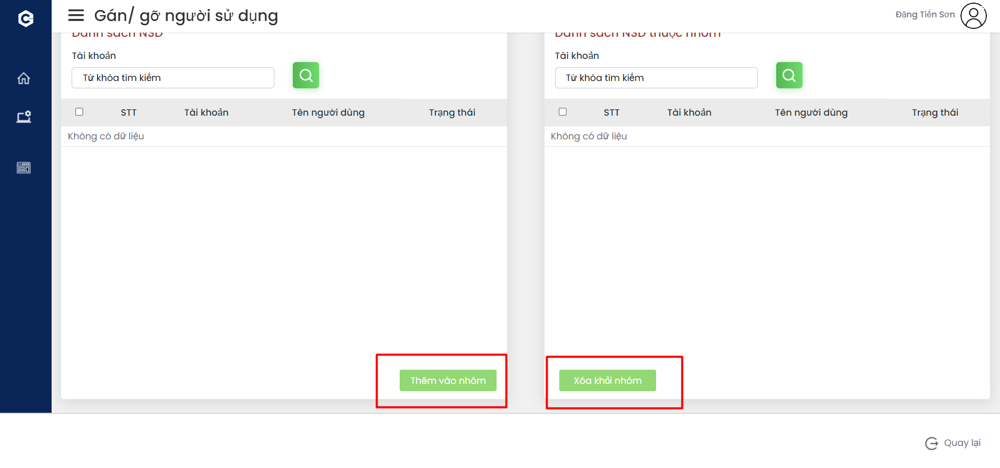 Gán/ gỡ người sử dụng
Đặng Tiến Sơn
Danh sách NSD
Tài khoản
Từ khóa tìm kiếm
STT Tài khoản Tên người dùng Trạng thái
Không có dữ liệu
Thêm vào nhóm
Danh sách NSD thuộc nhóm
Tài khoản
Từ khóa tìm kiếm
STT Tài khoản Tên người dùng Trạng thái
Không có dữ liệu
Xóa khỏi nhóm
Quay lại